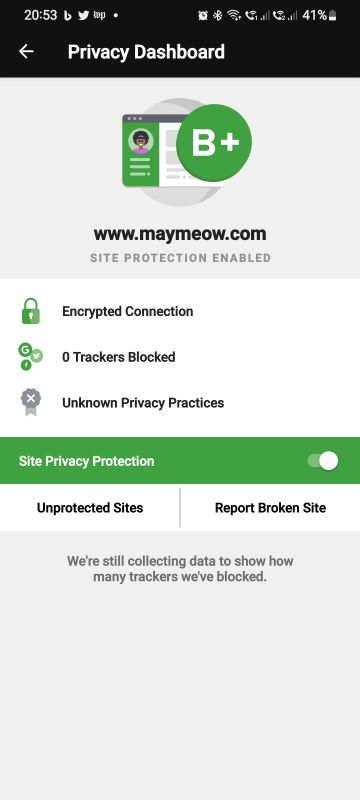 20:53 41%
Privacy Dashboard
B+
www.maymeow.com
SITE PROTECTION ENABLED
Encrypted Connection
0 Trackers Blocked
Unknown Privacy Practices
Site Privacy Protection
Unprotected Sites
Report Broken Site
We're still collecting data to show how
many trackers we've blocked.